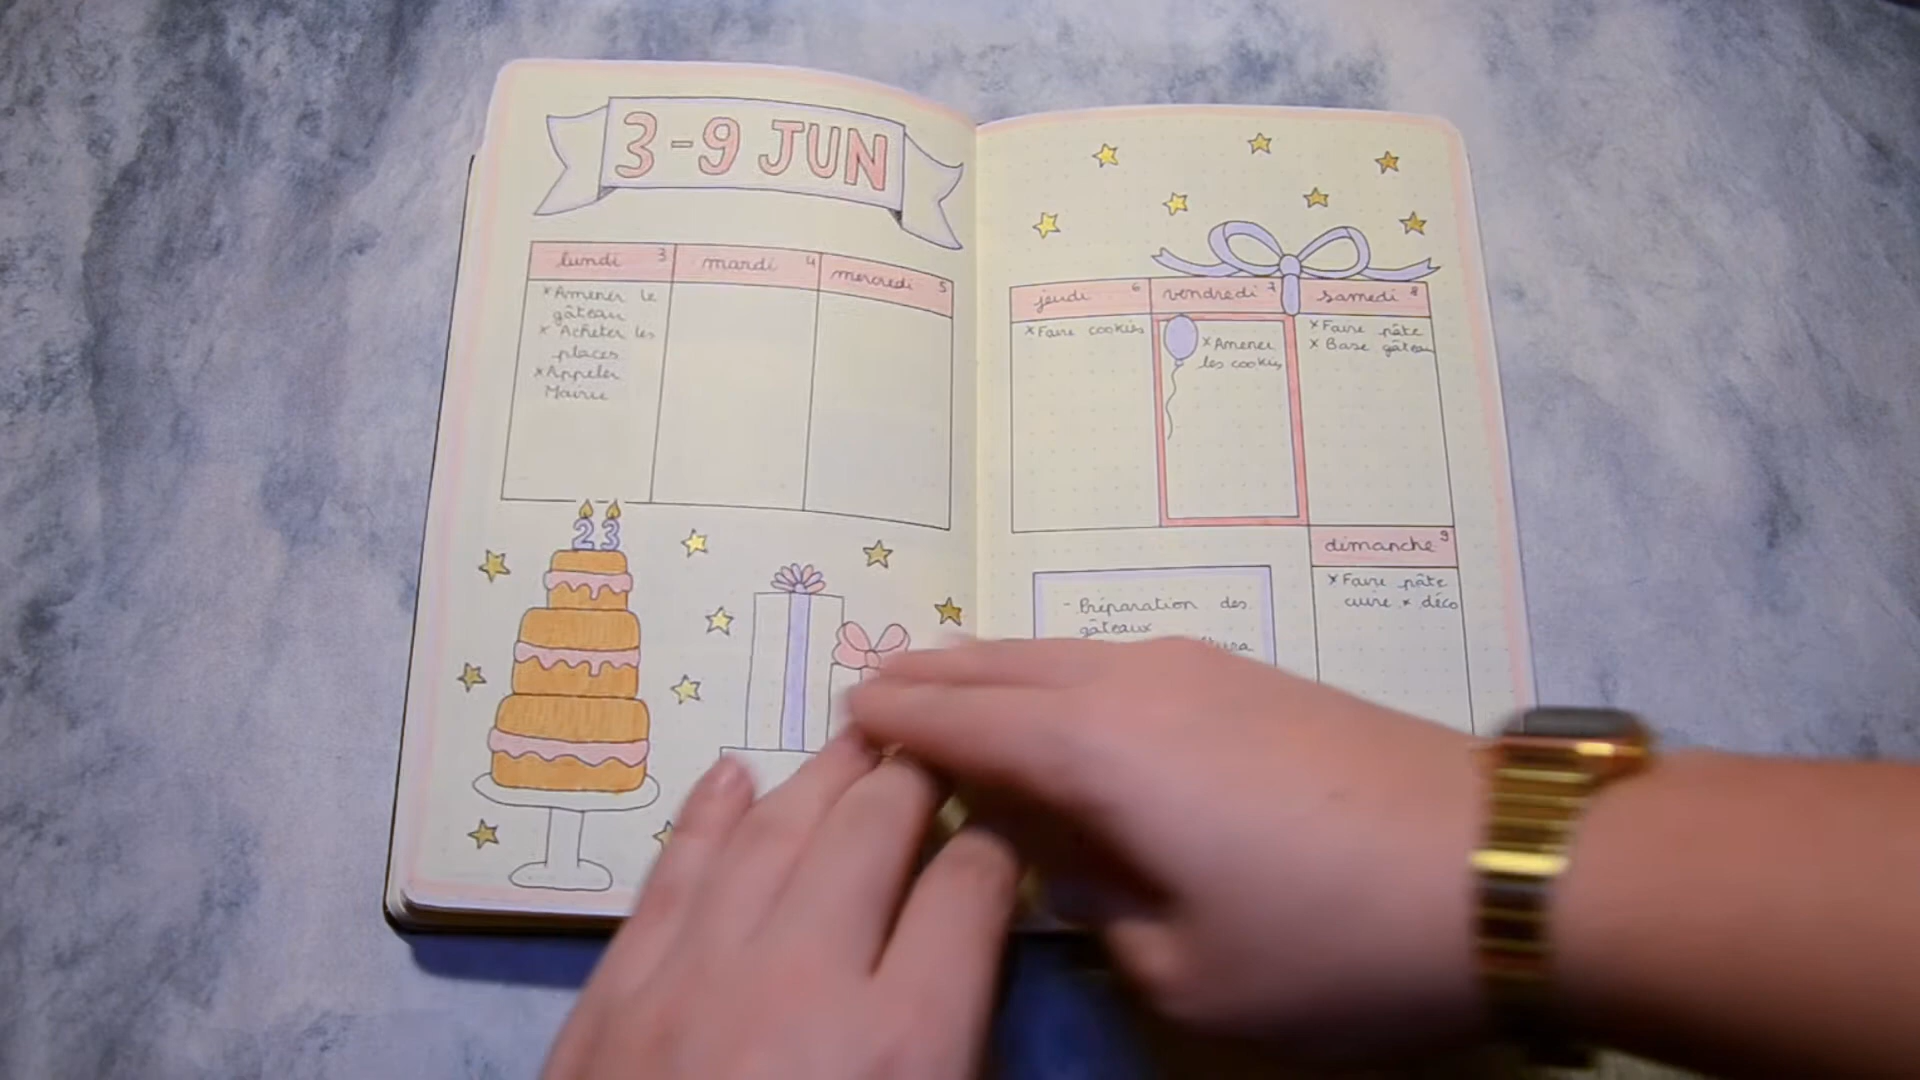 3-9 JUN
lundi 3
mardi 4
mercredi 5
× Amener le
gâteau
× Acheter les
places
× Appeler
Mairie
23
jeudi 6
vendredi 7
samedi 8
× Faire cookies
× Amener
les cookies
× Faire pâte
× Base gâteau
dimanche 9
× Faire pâte
cuire × déco
- Préparation des
gâteaux